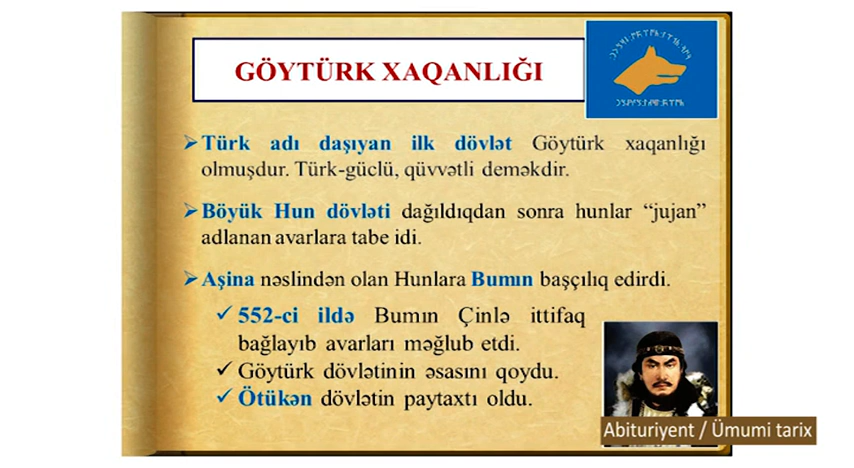 GÖYTÜRK XAQANLIĞI
➢Türk adı daşıyan ilk dövlət Göytürk xaqanlığı
olmuşdur. Türk-güclü, qüvvətli deməkdir.
➢Böyük Hun dövləti dağıldıqdan sonra hunlar “jujan”
adlanan avarlara tabe idi.
➢Aşina nəslindən olan Hunlara Bumın başçılıq edirdi.
✓ 552-ci ildə Bumın Çinlə ittifaq
bağlayıb avarları məğlub etdi.
✓ Göytürk dövlətinin əsasını qoydu.
✓ Ötükən dövlətin paytaxtı oldu.
Abituriyent / Ümumi tarix